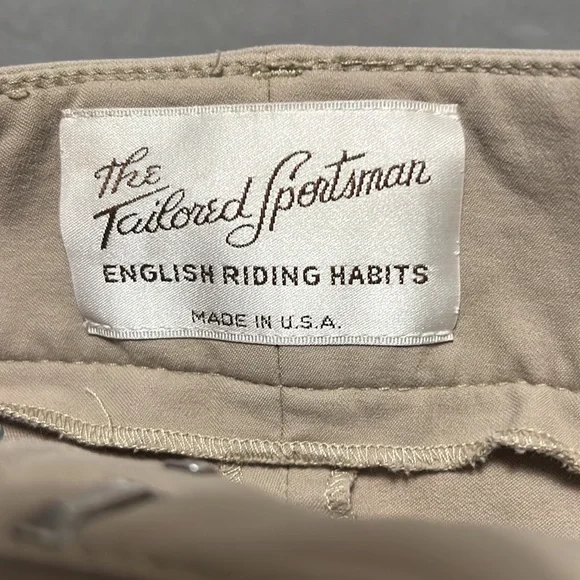 The
Tailored Sportsman
ENGLISH RIDING HABITS
MADE IN U.S.A.